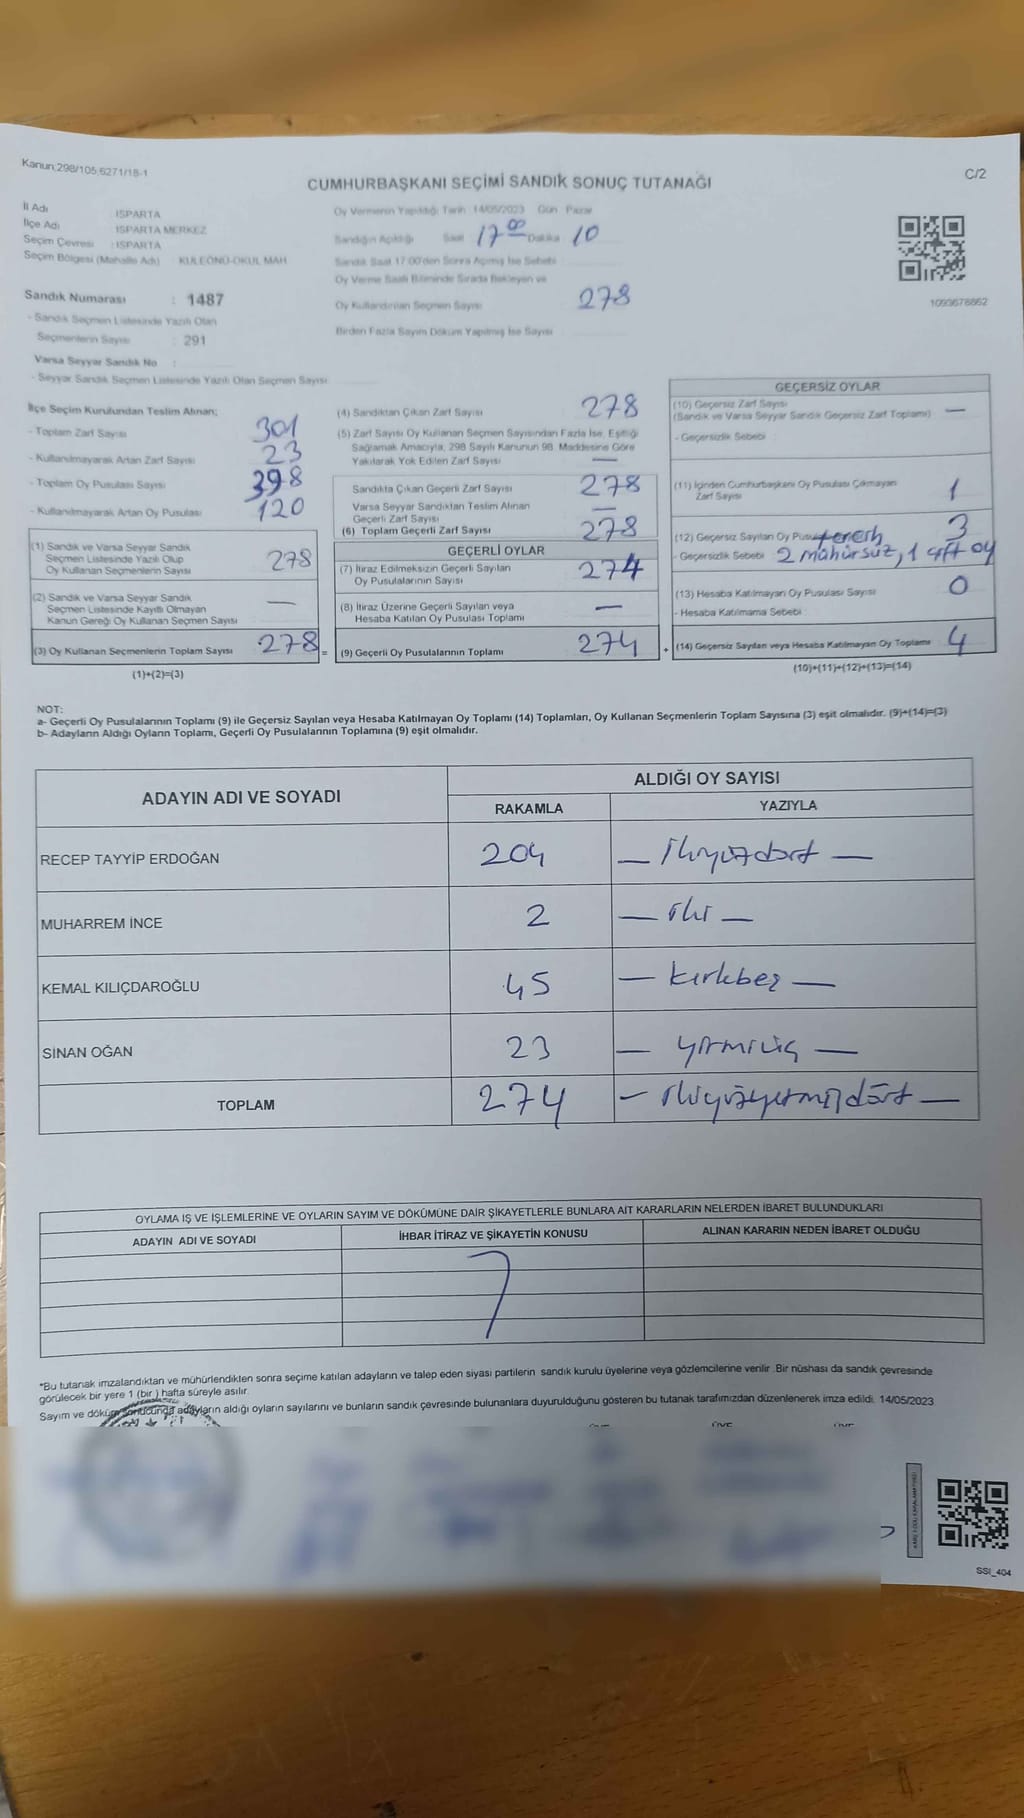 Kanun:298/105,6271/18-1
C/2
CUMHURBAŞKANI SEÇİMİ SANDIK SONUÇ TUTANAĞI
İl Adı : ISPARTA
İlçe Adı : ISPARTA MERKEZ
Seçim Çevresi : ISPARTA
Seçim Bölgesi (Mahalle Adı) : KULEÖNÜ-OKUL MAH
Sandık Numarası : 1487
- Sandık Seçmen Listesinde Yazılı Olan
Seçmenlerin Sayısı : 291
Varsa Seyyar Sandık No :
- Seyyar Sandık Seçmen Listesinde Yazılı Olan Seçmen Sayısı
Oy Vermenin Yapıldığı Tarih : 14/05/2023 Gün : Pazar
Sandığın Açıldığı Saat 17 00 Dakika 10
Sandık Saat 17:00'den Sonra Açılmış İse Sebebi
Oy Verme Saati Bitiminde Sırada Bekleyen ve
Oy Kullandırılan Seçmen Sayısı 278
Birden Fazla Sayım Döküm Yapılmış İse Sayısı
1093678862
İlçe Seçim Kurulundan Teslim Alınan;
- Toplam Zarf Sayısı 301
- Kullanılmayarak Artan Zarf Sayısı 23
- Toplam Oy Pusulası Sayısı 398
- Kullanılmayarak Artan Oy Pusulası 120
(1) Sandık ve Varsa Seyyar Sandık
Seçmen Listesinde Yazılı Olup
Oy Kullanan Seçmenlerin Sayısı 278
(2) Sandık ve Varsa Seyyar Sandık
Seçmen Listesinde Kayıtlı Olmayan
Kanun Gereği Oy Kullanan Seçmen Sayısı —
(3) Oy Kullanan Seçmenlerin Toplam Sayısı 278 =
(1)+(2)=(3)
(4) Sandıktan Çıkan Zarf Sayısı 278
(5) Zarf Sayısı Oy Kullanan Seçmen Sayısından Fazla İse, Eşitliği
Sağlamak Amacıyla, 298 Sayılı Kanunun 98. Maddesine Göre
Yakılarak Yok Edilen Zarf Sayısı —
Sandıkta Çıkan Geçerli Zarf Sayısı 278
Varsa Seyyar Sandıktan Teslim Alınan
Geçerli Zarf Sayısı —
(6) Toplam Geçerli Zarf Sayısı 278
GEÇERLİ OYLAR
(7) İtiraz Edilmeksizin Geçerli Sayılan
Oy Pusulalarının Sayısı 274
(8) İtiraz Üzerine Geçerli Sayılan veya
Hesaba Katılan Oy Pusulası Toplamı —
(9) Geçerli Oy Pusulalarının Toplamı 274 +
GEÇERSİZ OYLAR
(10) Geçersiz Zarf Sayısı
(Sandık ve Varsa Seyyar Sandık Geçersiz Zarf Toplamı) —
- Geçersizlik Sebebi :
(11) İçinden Cumhurbaşkanı Oy Pusulası Çıkmayan
Zarf Sayısı 1
(12) Geçersiz Sayılan Oy 3
- Geçersizlik Sebebi 2 mühürsüz, 1 çift oy
(13) Hesaba Katılmayan Oy Pusulası Sayısı 0
- Hesaba Katılmama Sebebi
(14) Geçersiz Sayılan veya Hesaba Katılmayan Oy Toplamı 4
(10)+(11)+(12)+(13)=(14)
NOT:
a- Geçerli Oy Pusulalarının Toplamı (9) ile Geçersiz Sayılan veya Hesaba Katılmayan Oy Toplamı (14) Toplamları, Oy Kullanan Seçmenlerin Toplam Sayısına (3) eşit olmalıdır. (9)+(14)=(3)
b- Adayların Aldığı Oyların Toplamı, Geçerli Oy Pusulalarının Toplamına (9) eşit olmalıdır.
ADAYIN ADI VE SOYADI
ALDIĞI OY SAYISI
RAKAMLA YAZIYLA
RECEP TAYYİP ERDOĞAN 204 — ikiyüzdört —
MUHARREM İNCE 2 — iki —
KEMAL KILIÇDAROĞLU 45 — kırkbeş —
SİNAN OĞAN 23 — yirmiüç —
TOPLAM 274 — ikiyüzyetmişdört —
OYLAMA İŞ VE İŞLEMLERİNE VE OYLARIN SAYIM VE DÖKÜMÜNE DAİR ŞİKAYETLERLE BUNLARA AİT KARARLARIN NELERDEN İBARET BULUNDUKLARI
ADAYIN ADI VE SOYADI İHBAR İTİRAZ VE ŞİKAYETİN KONUSU ALINAN KARARIN NEDEN İBARET OLDUĞU
*Bu tutanak imzalandıktan ve mühürlendikten sonra seçime katılan adayların ve talep eden siyasi partilerin sandık kurulu üyelerine veya gözlemcilerine verilir. Bir nüshası da sandık çevresinde
görülecek bir yere 1 (bir) hafta süreyle asılır.
Sayım ve döküm sonucunda adayların aldığı oyların sayılarını ve bunların sandık çevresinde bulunanlara duyurulduğunu gösteren bu tutanak tarafımızdan düzenlenerek imza edildi. 14/05/2023
SSI_404